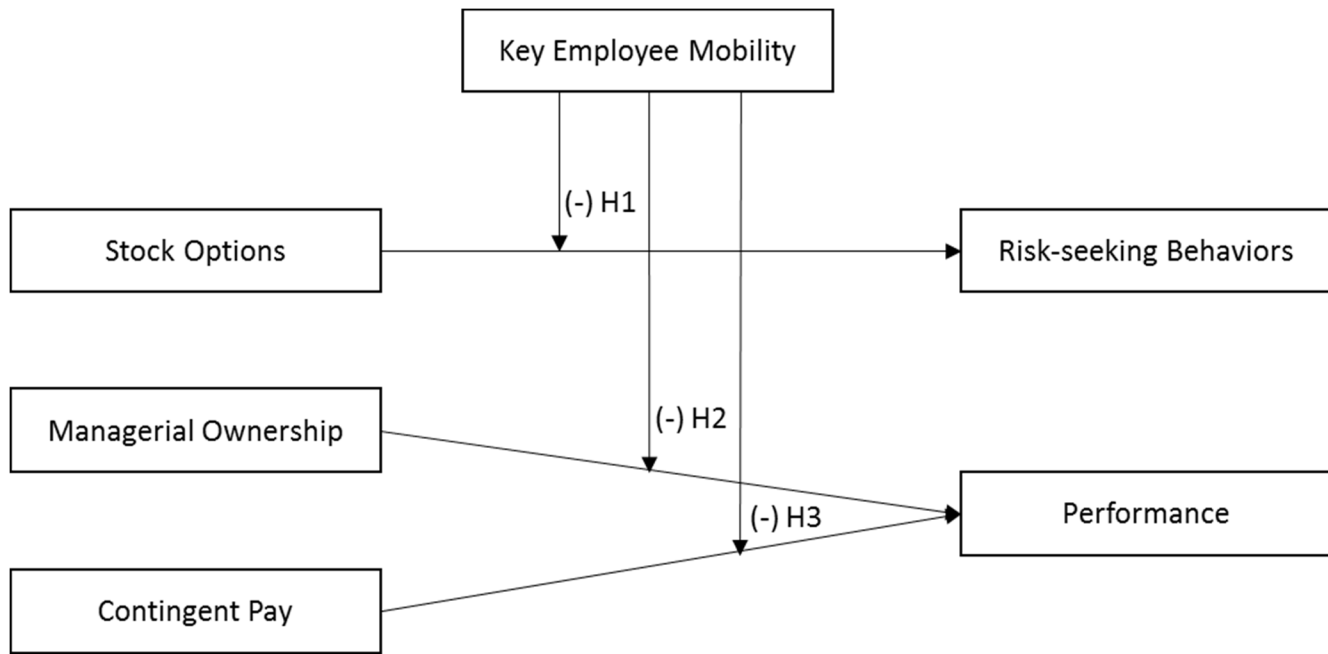 Key Employee Mobility
(-) H1
Stock Options
Risk-seeking Behaviors
Managerial Ownership
(-) H2
Performance
(-) H3
Contingent Pay